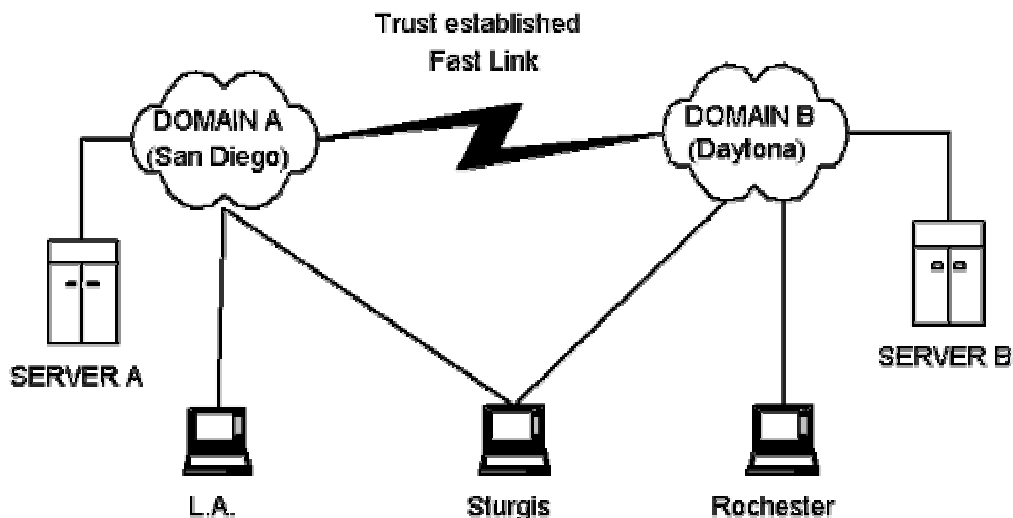 Trust established
Fast Link
DOMAIN A
(San Diego)
DOMAIN B
(Daytona)
SERVER A
SERVER B
L.A.
Sturgis
Rochester